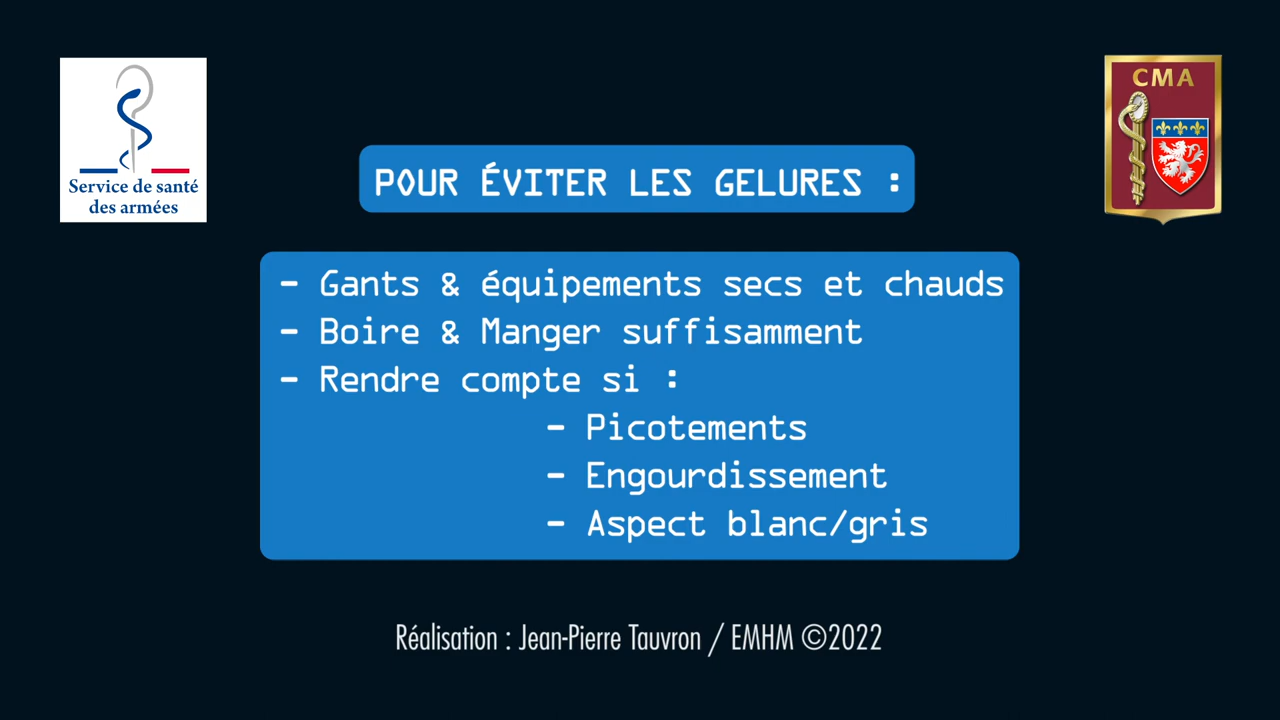 Service de santé
des armées
CMA
POUR ÉVITER LES GELURES :
- Gants & équipements secs et chauds
- Boire & Manger suffisamment
- Rendre compte si :
- Picotements
- Engourdissement
- Aspect blanc/gris
Réalisation : Jean-Pierre Tauvron / EMHM ©2022